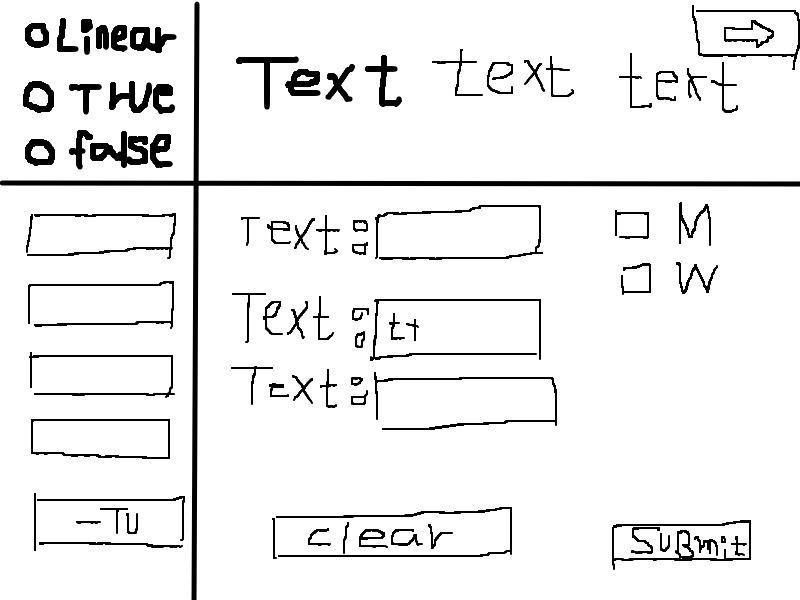 Linear
True
false
Text text text
Text:
Text: tt
Text:
M
W
-TU
clear
SUBmit